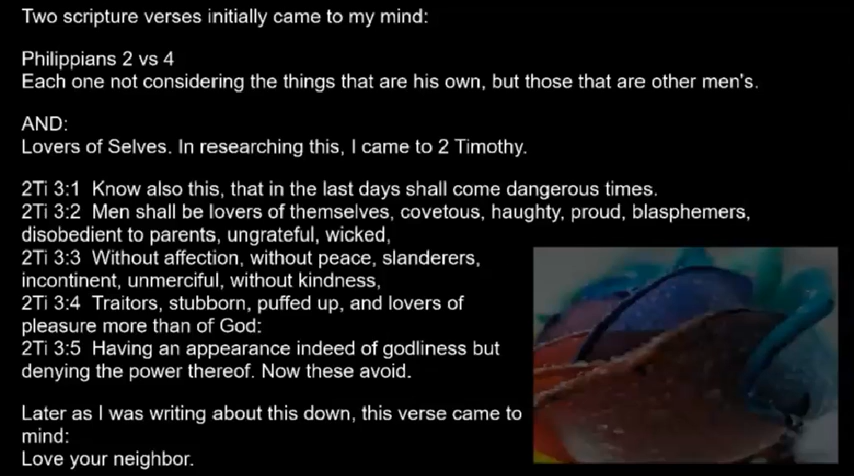 Two scripture verses initially came to my mind:
Philippians 2 vs 4
Each one not considering the things that are his own, but those that are other men's.
AND:
Lovers of Selves. In researching this, I came to 2 Timothy.
2Ti 3:1 Know also this, that in the last days shall come dangerous times.
2Ti 3:2 Men shall be lovers of themselves, covetous, haughty, proud, blasphemers,
disobedient to parents, ungrateful, wicked,
2Ti 3:3 Without affection, without peace, slanderers,
incontinent, unmerciful, without kindness,
2Ti 3:4 Traitors, stubborn, puffed up, and lovers of
pleasure more than of God:
2Ti 3:5 Having an appearance indeed of godliness but
denying the power thereof. Now these avoid.
Later as I was writing about this down, this verse came to
mind:
Love your neighbor.